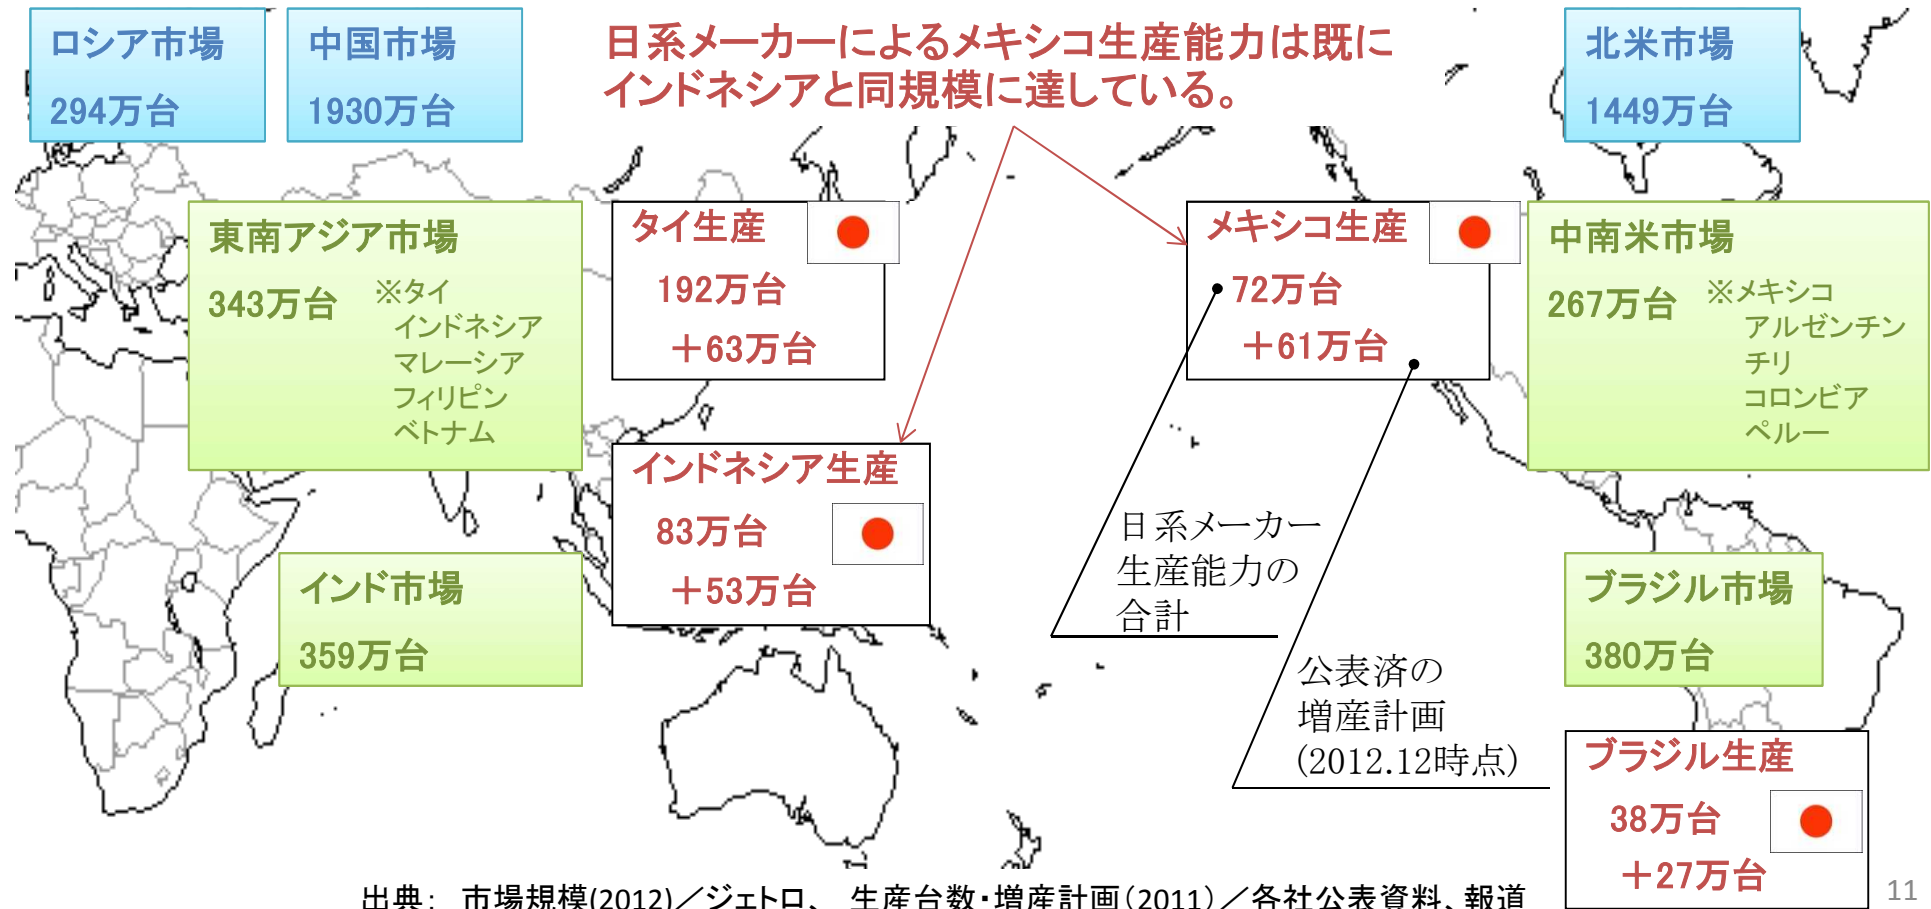 ロシア市場
294万台
中国市場
1930万台
日系メーカーによるメキシコ生産能力は既に
インドネシアと同規模に達している。
北米市場
1449万台
東南アジア市場
343万台
※タイ
インドネシア
マレーシア
フィリピン
ベトナム
タイ生産
192万台
＋63万台
メキシコ生産
72万台
＋61万台
中南米市場
267万台
※メキシコ
アルゼンチン
チリ
コロンビア
ペルー
インドネシア生産
83万台
＋53万台
日系メーカー
生産能力の
合計
インド市場
359万台
ブラジル市場
380万台
公表済の
増産計画
(2012.12時点)
ブラジル生産
38万台
＋27万台
出典：　市場規模(2012)／ジェトロ、　生産台数・増産計画（2011）／各社公表資料、報道
11